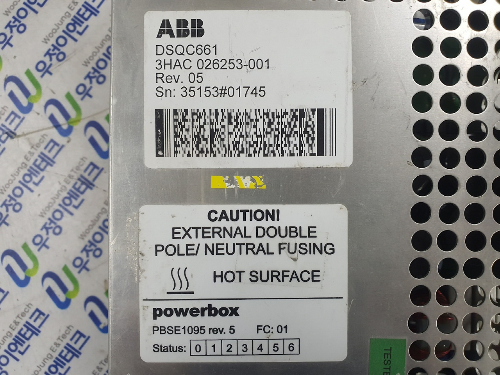 ABB
DSQC661
3HAC 026253-001
Rev. 05
Sn: 35153#01745
CAUTION!
EXTERNAL DOUBLE
POLE/ NEUTRAL FUSING
HOT SURFACE
powerbox
PBSE1095 rev. 5 FC: 01
Status: 0 1 2 3 4 5 6
TESTE
우정이엔테크
WooJung E&Tech